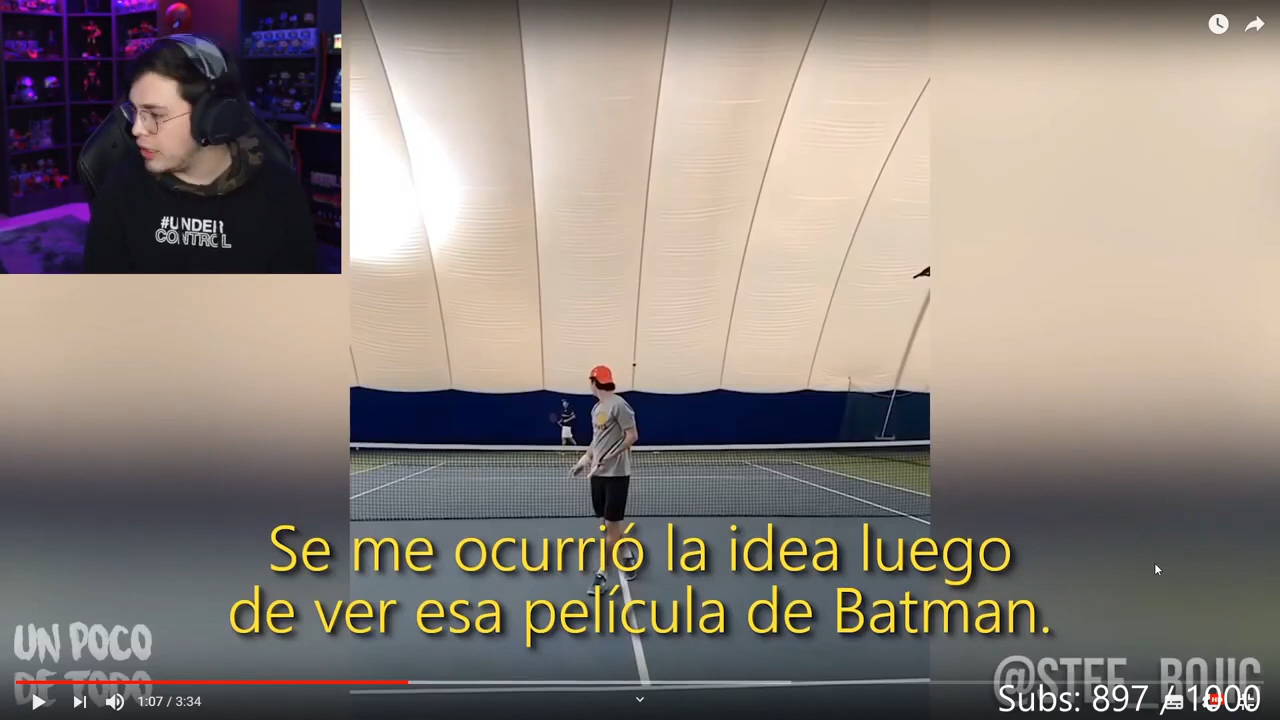 #UNDER
CONTROL
Se me ocurrió la idea luego
de ver esa película de Batman.
UN POCO
DE TODO
@STEF_BOJIC
Subs: 897 / 1000
1:07 / 3:34